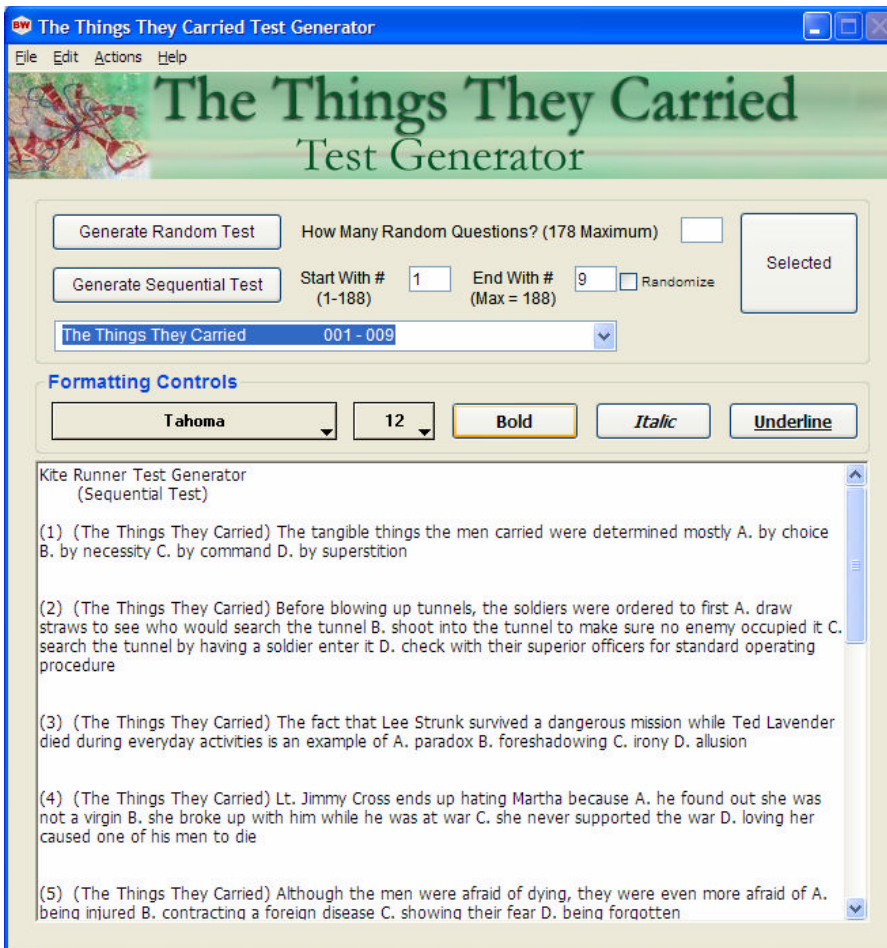 BW The Things They Carried Test Generator
File Edit Actions Help
The Things They Carried
Test Generator
Generate Random Test How Many Random Questions? (178 Maximum)
Selected
Generate Sequential Test Start With # 1 End With # 9 Randomize
(1-188) (Max = 188)
The Things They Carried 001 - 009
Formatting Controls
Tahoma 12 Bold Italic Underline
Kite Runner Test Generator
(Sequential Test)
(1) (The Things They Carried) The tangible things the men carried were determined mostly A. by choice
B. by necessity C. by command D. by superstition
(2) (The Things They Carried) Before blowing up tunnels, the soldiers were ordered to first A. draw
straws to see who would search the tunnel B. shoot into the tunnel to make sure no enemy occupied it C.
search the tunnel by having a soldier enter it D. check with their superior officers for standard operating
procedure
(3) (The Things They Carried) The fact that Lee Strunk survived a dangerous mission while Ted Lavender
died during everyday activities is an example of A. paradox B. foreshadowing C. irony D. allusion
(4) (The Things They Carried) Lt. Jimmy Cross ends up hating Martha because A. he found out she was
not a virgin B. she broke up with him while he was at war C. she never supported the war D. loving her
caused one of his men to die
(5) (The Things They Carried) Although the men were afraid of dying, they were even more afraid of A.
being injured B. contracting a foreign disease C. showing their fear D. being forgotten